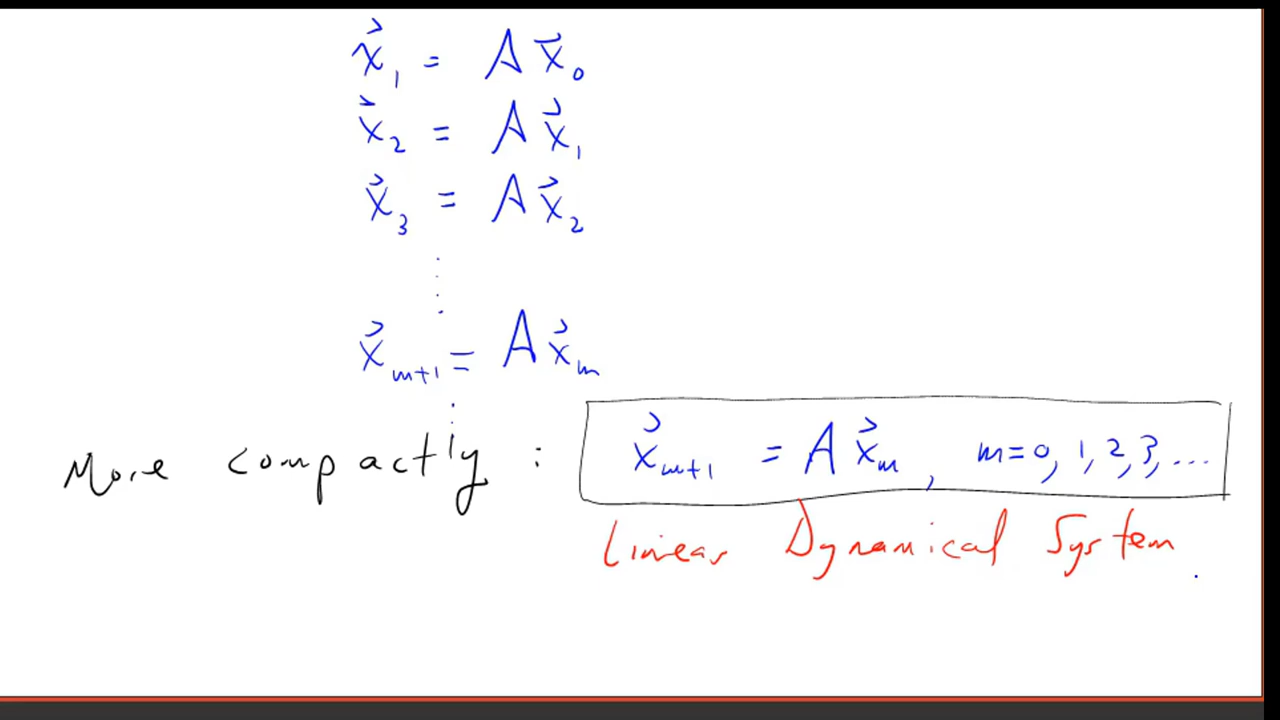 x⃗₁ = A x⃗₀
x⃗₂ = A x⃗₁
x⃗₃ = A x⃗₂
⋮
x⃗ₘ₊₁ = A x⃗ₘ
⋮
More compactly : x⃗ₘ₊₁ = A x⃗ₘ, m=0, 1, 2, 3, ...
Linear Dynamical System